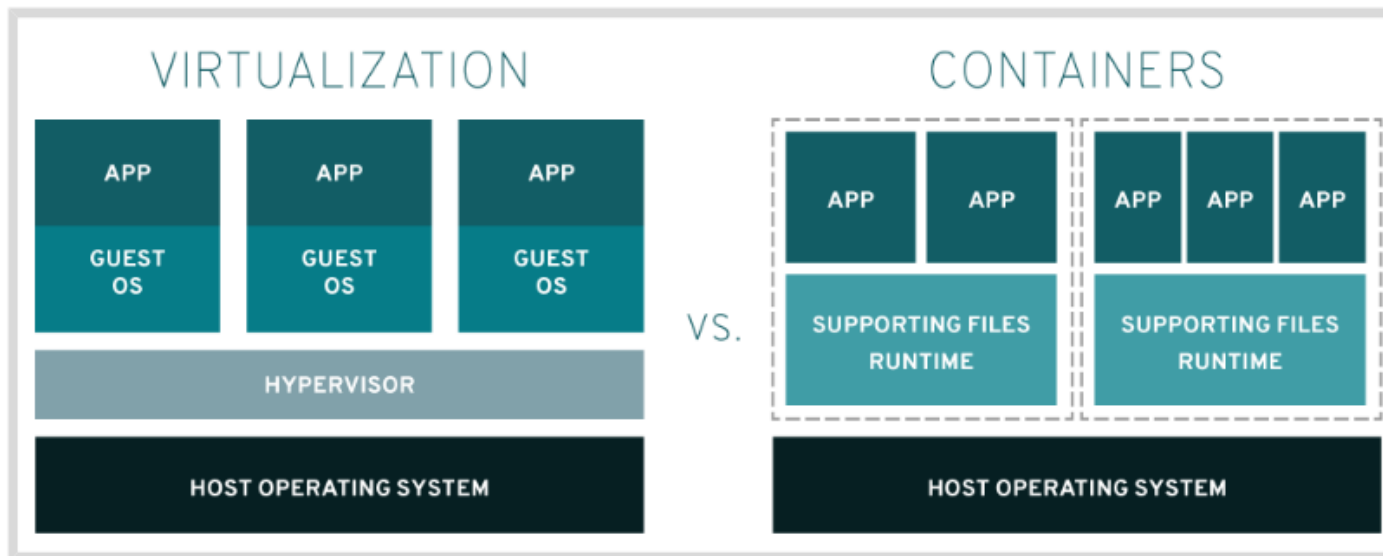 VIRTUALIZATION
APP
APP
APP
GUEST
OS
GUEST
OS
GUEST
OS
HYPERVISOR
HOST OPERATING SYSTEM
VS.
CONTAINERS
APP
APP
SUPPORTING FILES
RUNTIME
APP
APP
APP
SUPPORTING FILES
RUNTIME
HOST OPERATING SYSTEM